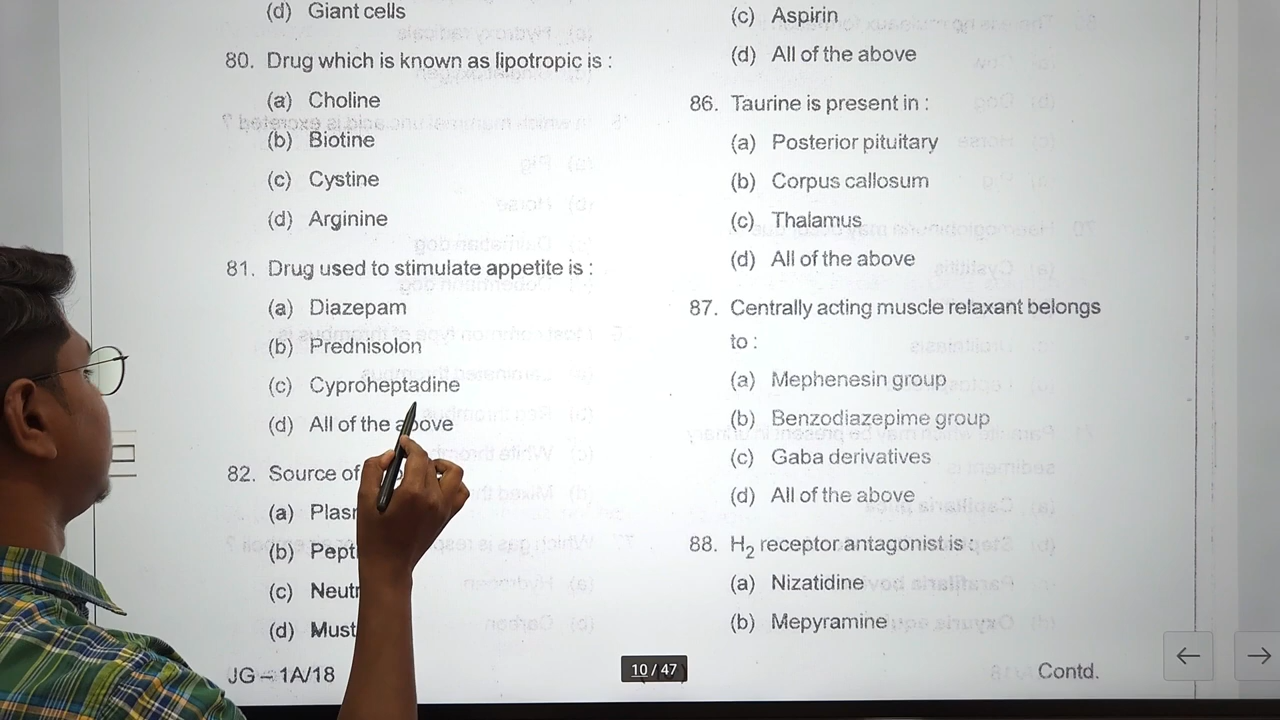 (d) Giant cells
80. Drug which is known as lipotropic is :
(a) Choline
(b) Biotine
(c) Cystine
(d) Arginine
81. Drug used to stimulate appetite is :
(a) Diazepam
(b) Prednisolon
(c) Cyproheptadine
(d) All of the above
82. Source of
(a)
(b)
(c)
(d)
JG – 1A/18
(c) Aspirin
(d) All of the above
86. Taurine is present in :
(a) Posterior pituitary
(b) Corpus callosum
(c) Thalamus
(d) All of the above
87. Centrally acting muscle relaxant belongs
to :
(a) Mephenesin group
(b) Benzodiazepime group
(c) Gaba derivatives
(d) All of the above
88. H₂ receptor antagonist is :
(a) Nizatidine
(b) Mepyramine
Contd.
10 / 47